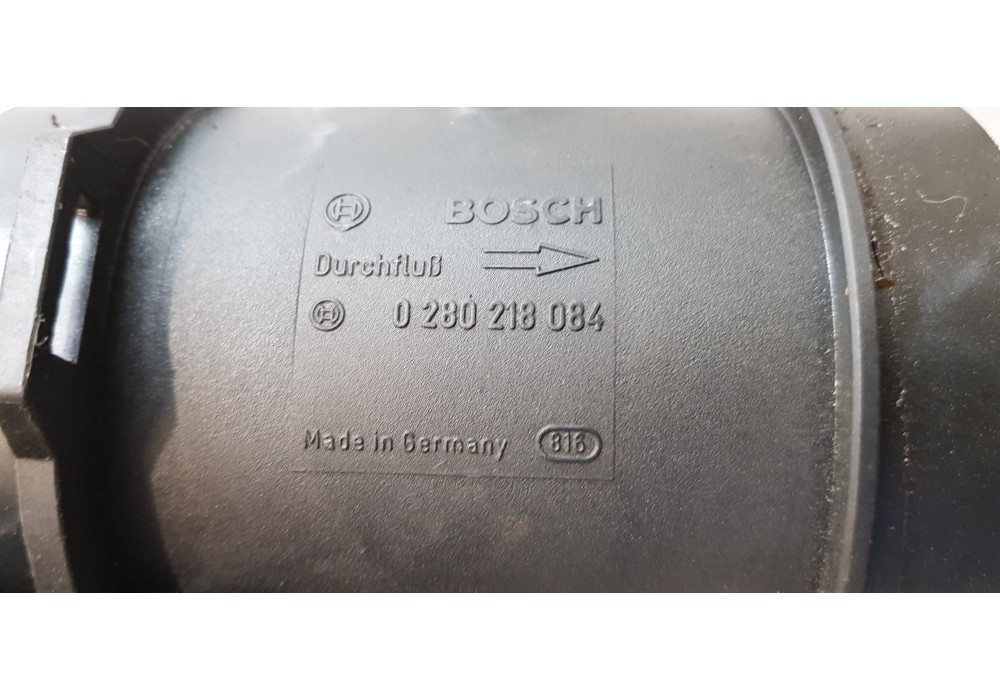 BOSCH
Durchfluß
0 280 218 084
Made in Germany 816